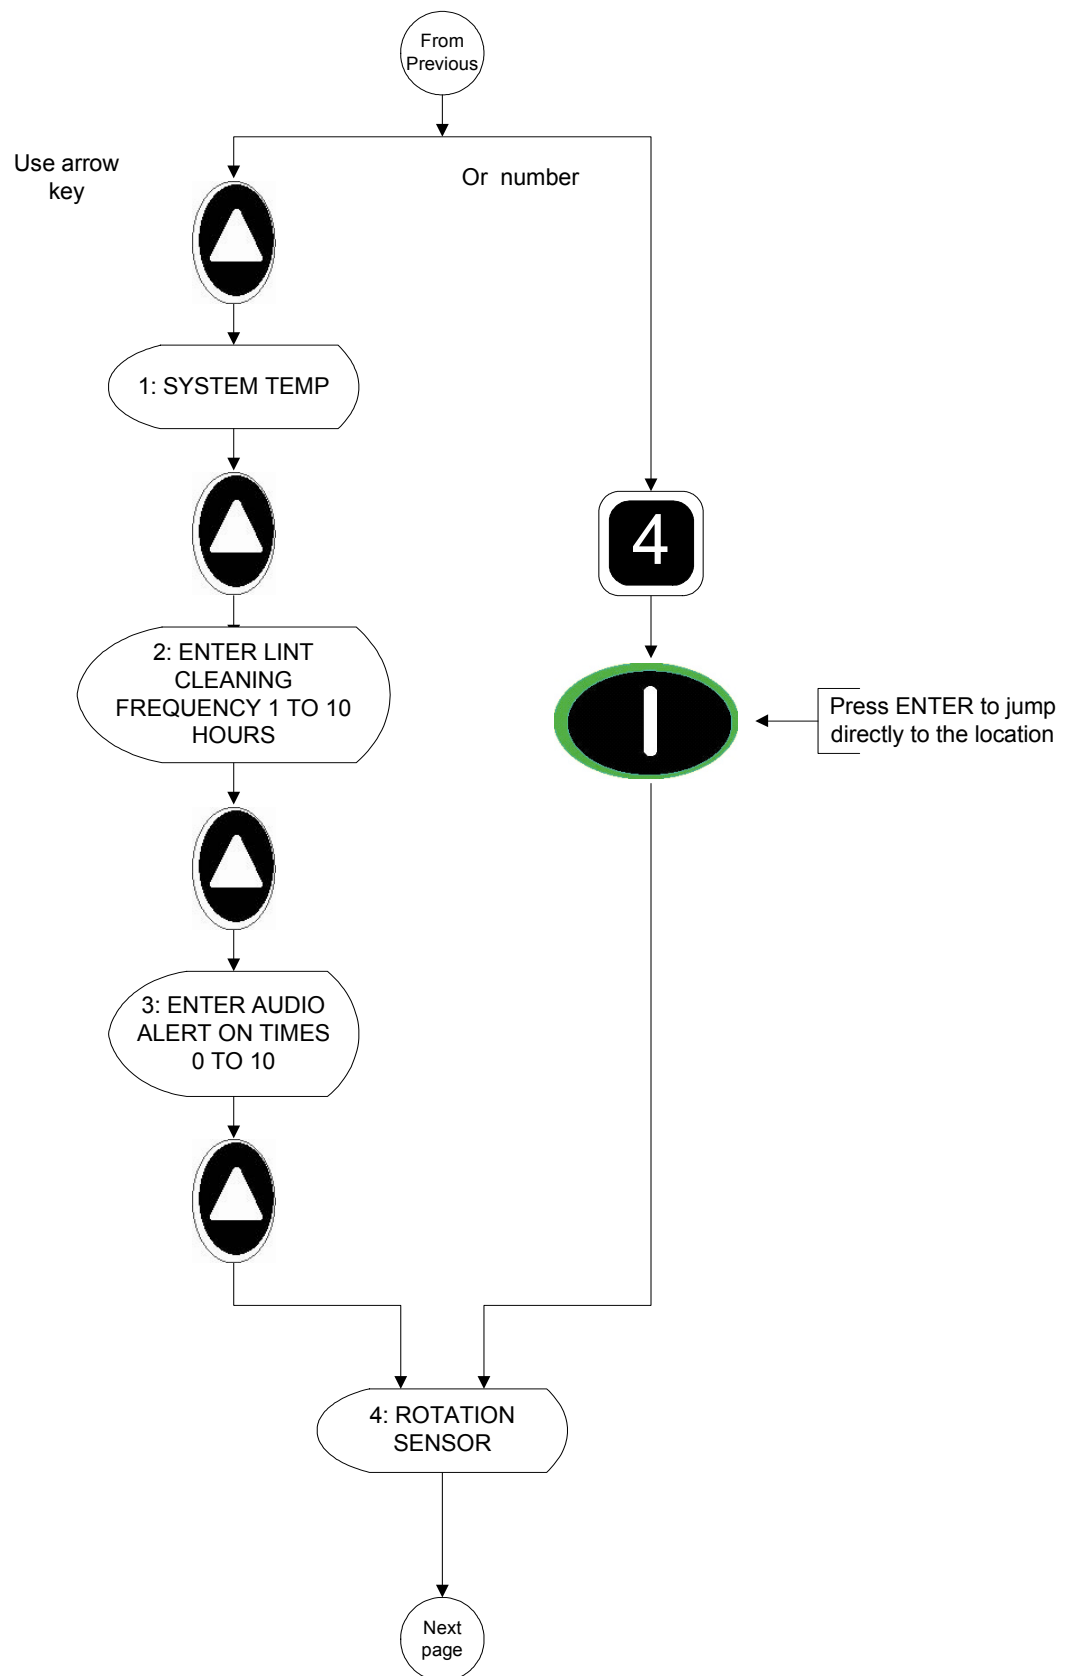 From
Previous
Use arrow
key
Or number
1: SYSTEM TEMP
4
2: ENTER LINT
CLEANING
FREQUENCY 1 TO 10
HOURS
Press ENTER to jump
directly to the location
3: ENTER AUDIO
ALERT ON TIMES
0 TO 10
4: ROTATION
SENSOR
Next
page